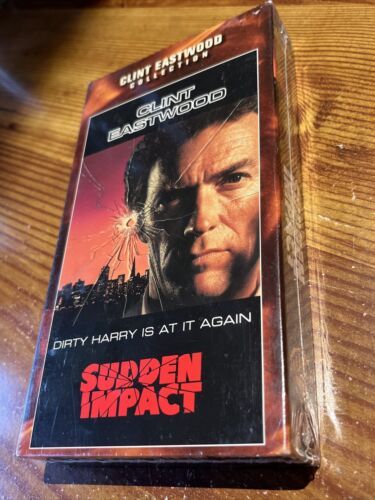 CLINT EASTWOOD
COLLECTION
CLINT
EASTWOOD
DIRTY HARRY IS AT IT AGAIN
SUDDEN
IMPACT